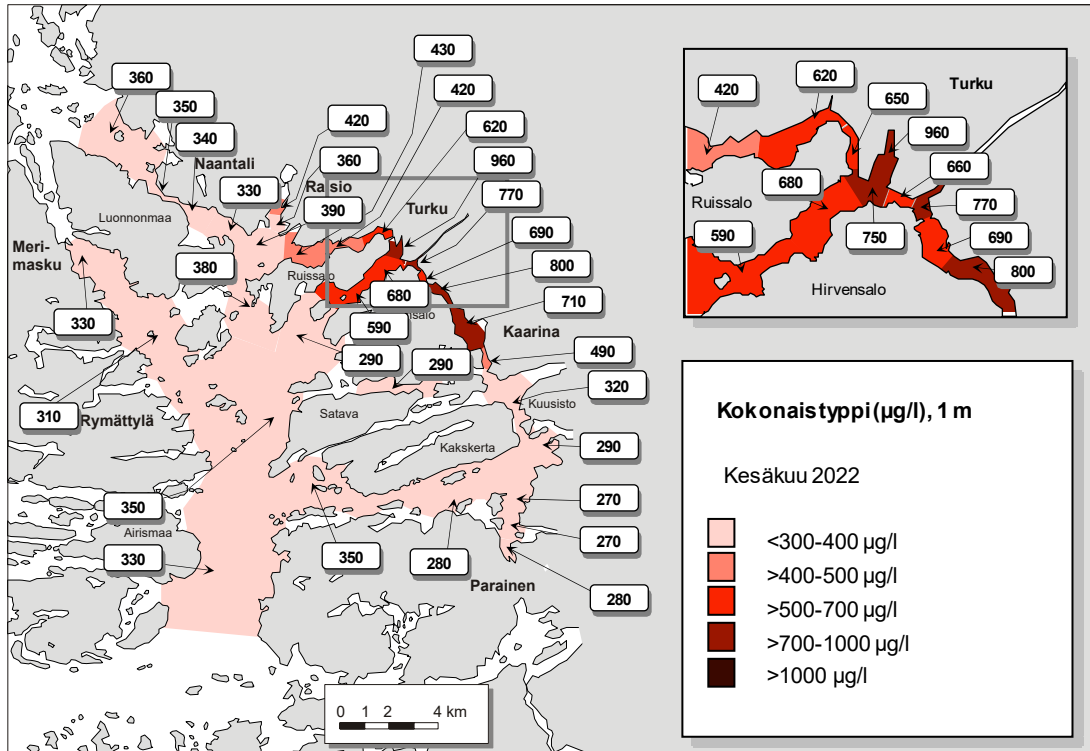 430
360
420
350
420
620
340
Naantali
360
960
330
Raisio
770
390
Turku
690
Luonnonmaa
Meri-
masku
380
Ruissalo
800
680
710
330
590
Kaarina
290
290
490
320
310
Rymättylä
Satava
Kuusisto
Kakskerta
290
350
270
Airismaa
270
330
350
280
Parainen
280
0 1 2 4 km
620
Turku
420
650
960
660
680
Ruissalo
770
590
750
690
800
Hirvensalo
Kokonaistyppi (µg/l), 1 m
Kesäkuu 2022
<300-400 µg/l
>400-500 µg/l
>500-700 µg/l
>700-1000 µg/l
>1000 µg/l